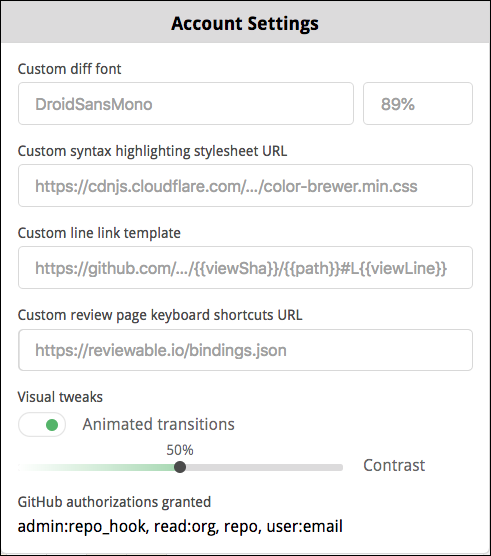 Account Settings
Custom diff font
DroidSansMono 89%
Custom syntax highlighting stylesheet URL
https://cdnjs.cloudflare.com/.../color-brewer.min.css
Custom line link template
https://github.com/.../{{viewSha}}/{{path}}#L{{viewLine}}
Custom review page keyboard shortcuts URL
https://reviewable.io/bindings.json
Visual tweaks
Animated transitions
50%
Contrast
GitHub authorizations granted
admin:repo_hook, read:org, repo, user:email